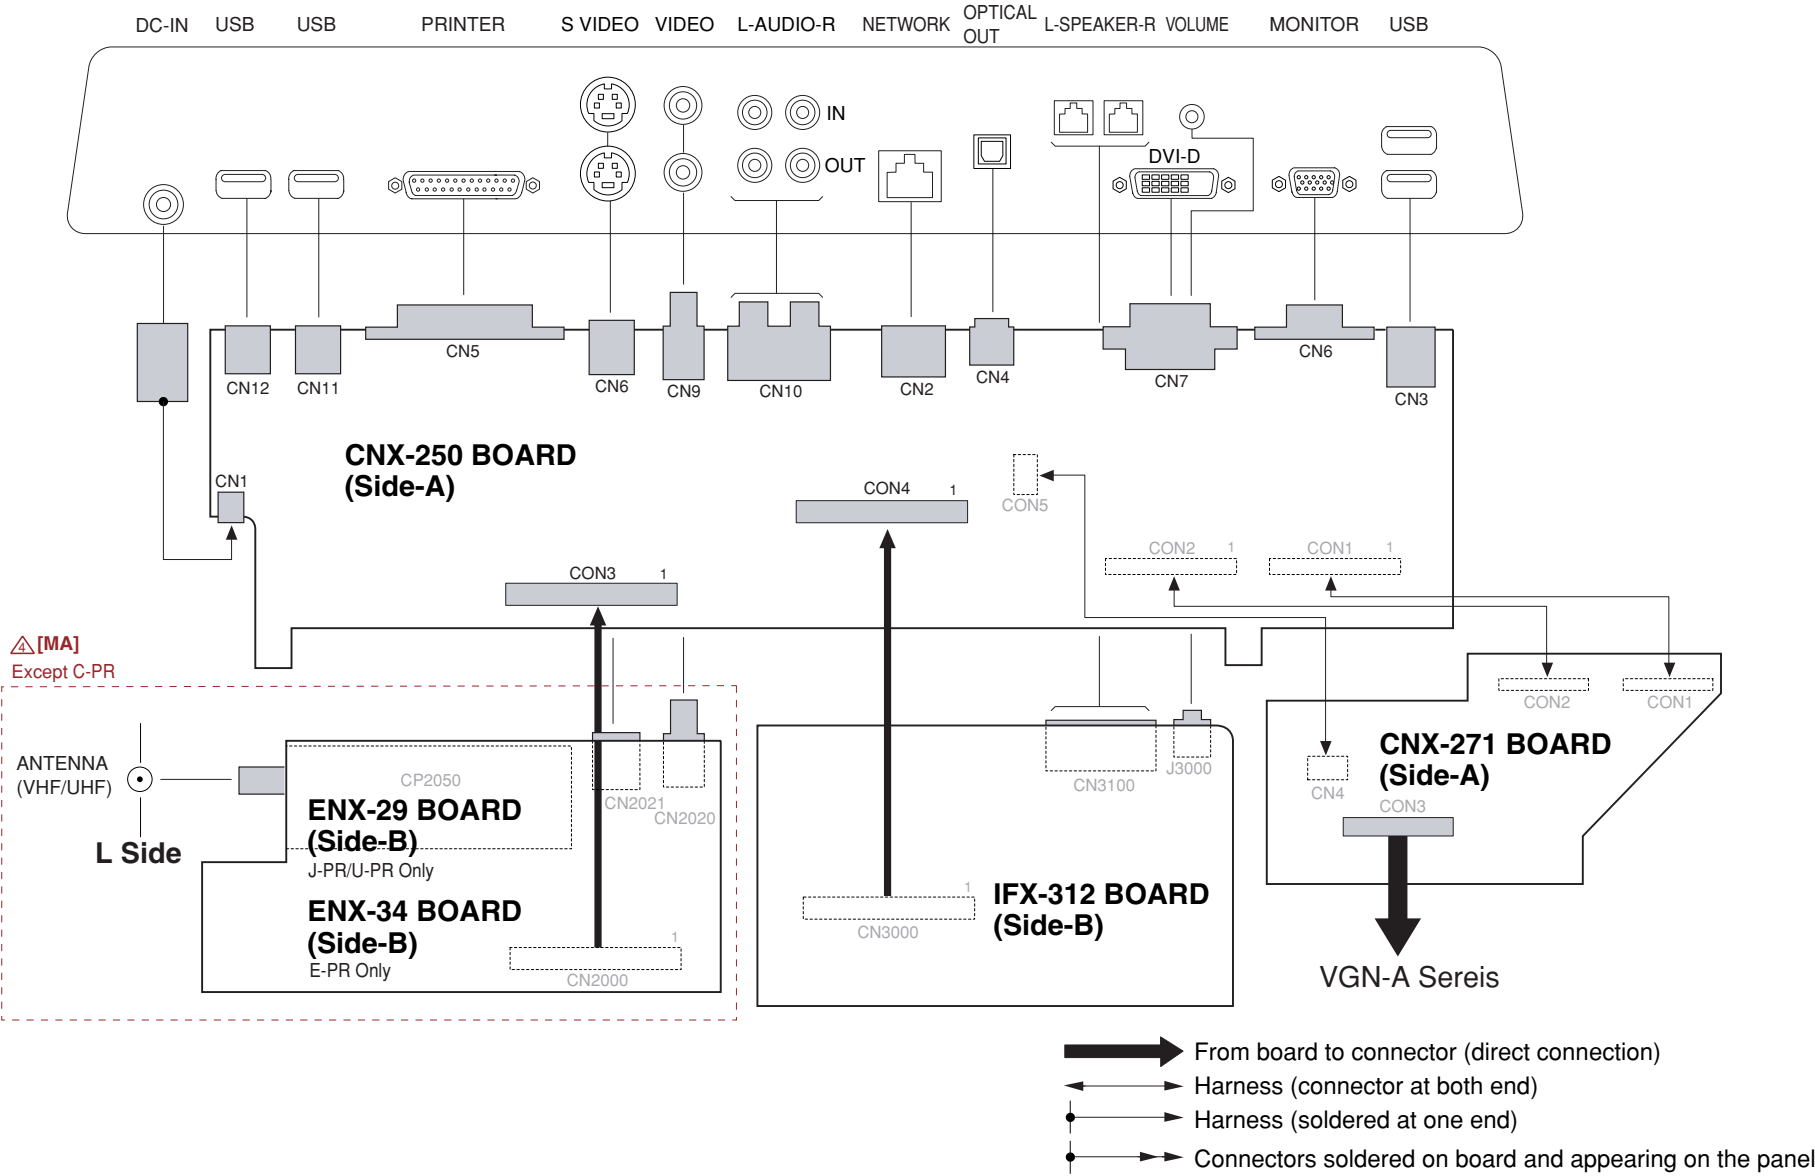 DC-IN USB USB PRINTER S VIDEO VIDEO L-AUDIO-R NETWORK OPTICAL L-SPEAKER-R VOLUME MONITOR USB
OUT
IN
OUT
DVI-D
CN12 CN11 CN5 CN6 CN9 CN10 CN2 CN4 CN7 CN6 CN3
CNX-250 BOARD
(Side-A)
CN1
CON4 1
CON5
CON2 1
CON1 1
CON3 1
4 [MA]
Except C-PR
ANTENNA
(VHF/UHF)
L Side
CP2050
ENX-29 BOARD
(Side-B)
J-PR/U-PR Only
ENX-34 BOARD
(Side-B)
E-PR Only
CN2021
CN2020
1
CN2000
CN3100
J3000
1
CN3000
IFX-312 BOARD
(Side-B)
CON2
CON1
CNX-271 BOARD
(Side-A)
CN4
CON3
VGN-A Sereis
From board to connector (direct connection)
Harness (connector at both end)
Harness (soldered at one end)
Connectors soldered on board and appearing on the panel